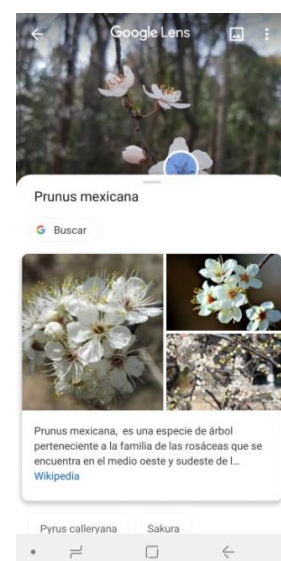 Google Lens
Prunus mexicana
Buscar
Prunus mexicana, es una especie de árbol
perteneciente a la familia de las rosáceas que se
encuentra en el medio oeste y sudeste de l...
Wikipedia
Pyrus calleryana Sakura